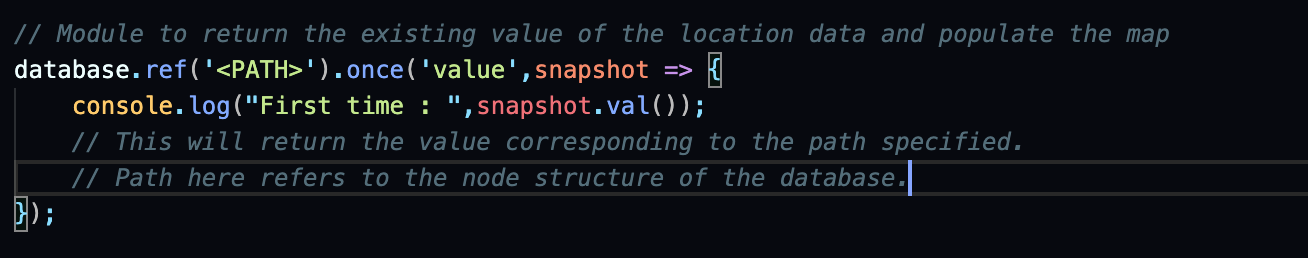 // Module to return the existing value of the location data and populate the map
database.ref('<PATH>').once('value',snapshot => {
    console.log("First time : ",snapshot.val());
    // This will return the value corresponding to the path specified.
    // Path here refers to the node structure of the database.
});